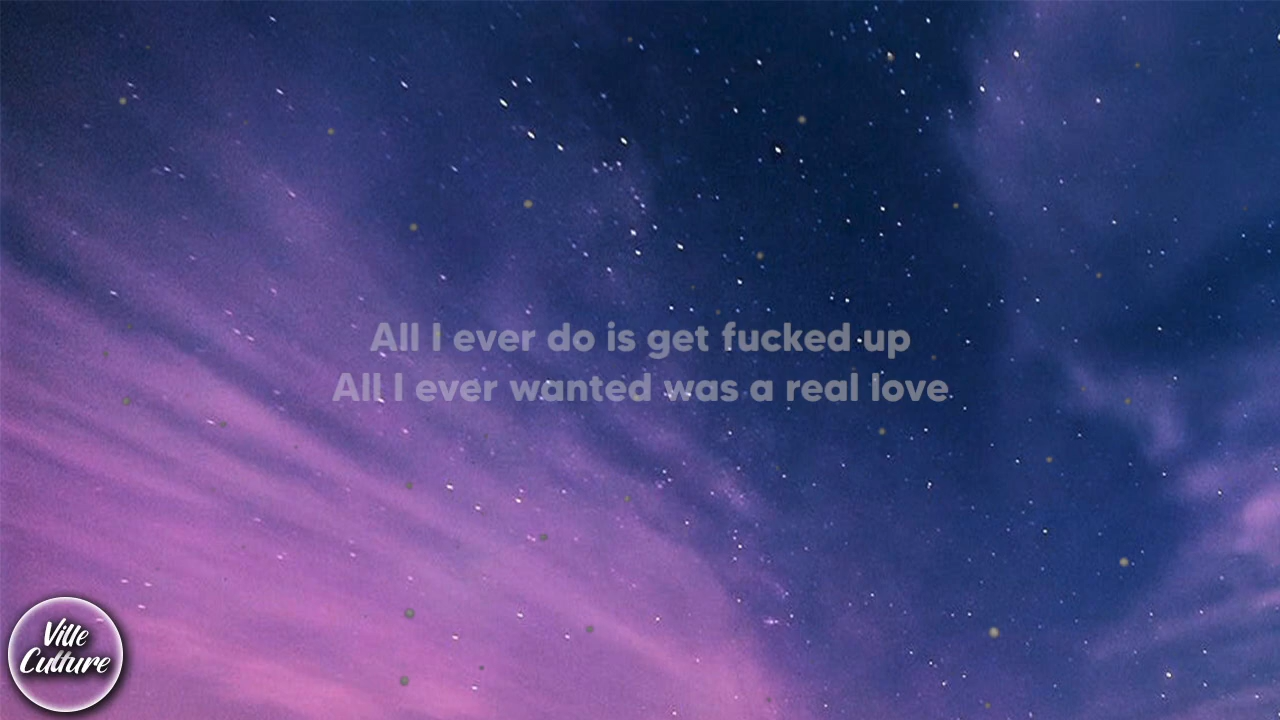 All I ever do is get fucked up
All I ever wanted was a real love
Ville
Culture